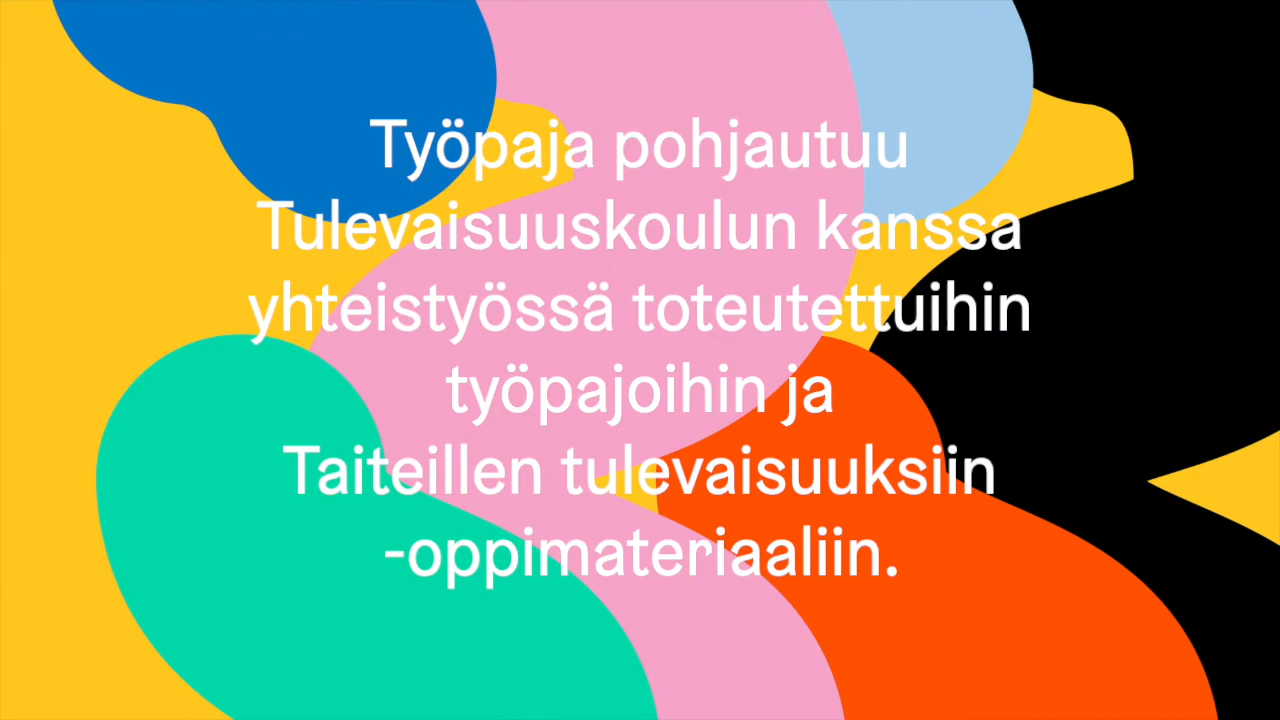 Työpaja pohjautuu
Tulevaisuuskoulun kanssa
yhteistyössä toteutettuihin
työpajoihin ja
Taiteillen tulevaisuuksiin
-oppimateriaaliin.